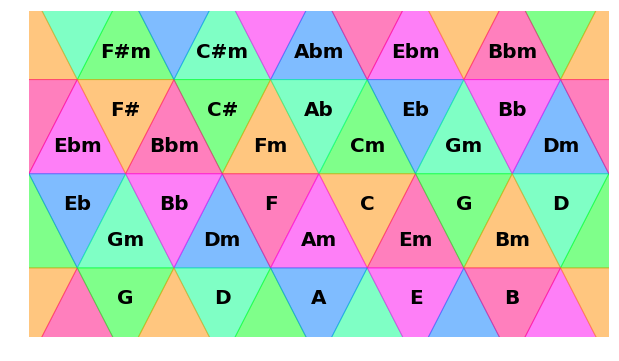 F#m C#m Abm Ebm Bbm
F# C# Ab Eb Bb
Ebm Bbm Fm Cm Gm Dm
Eb Bb F C G D
Gm Dm Am Em Bm
G D A E B